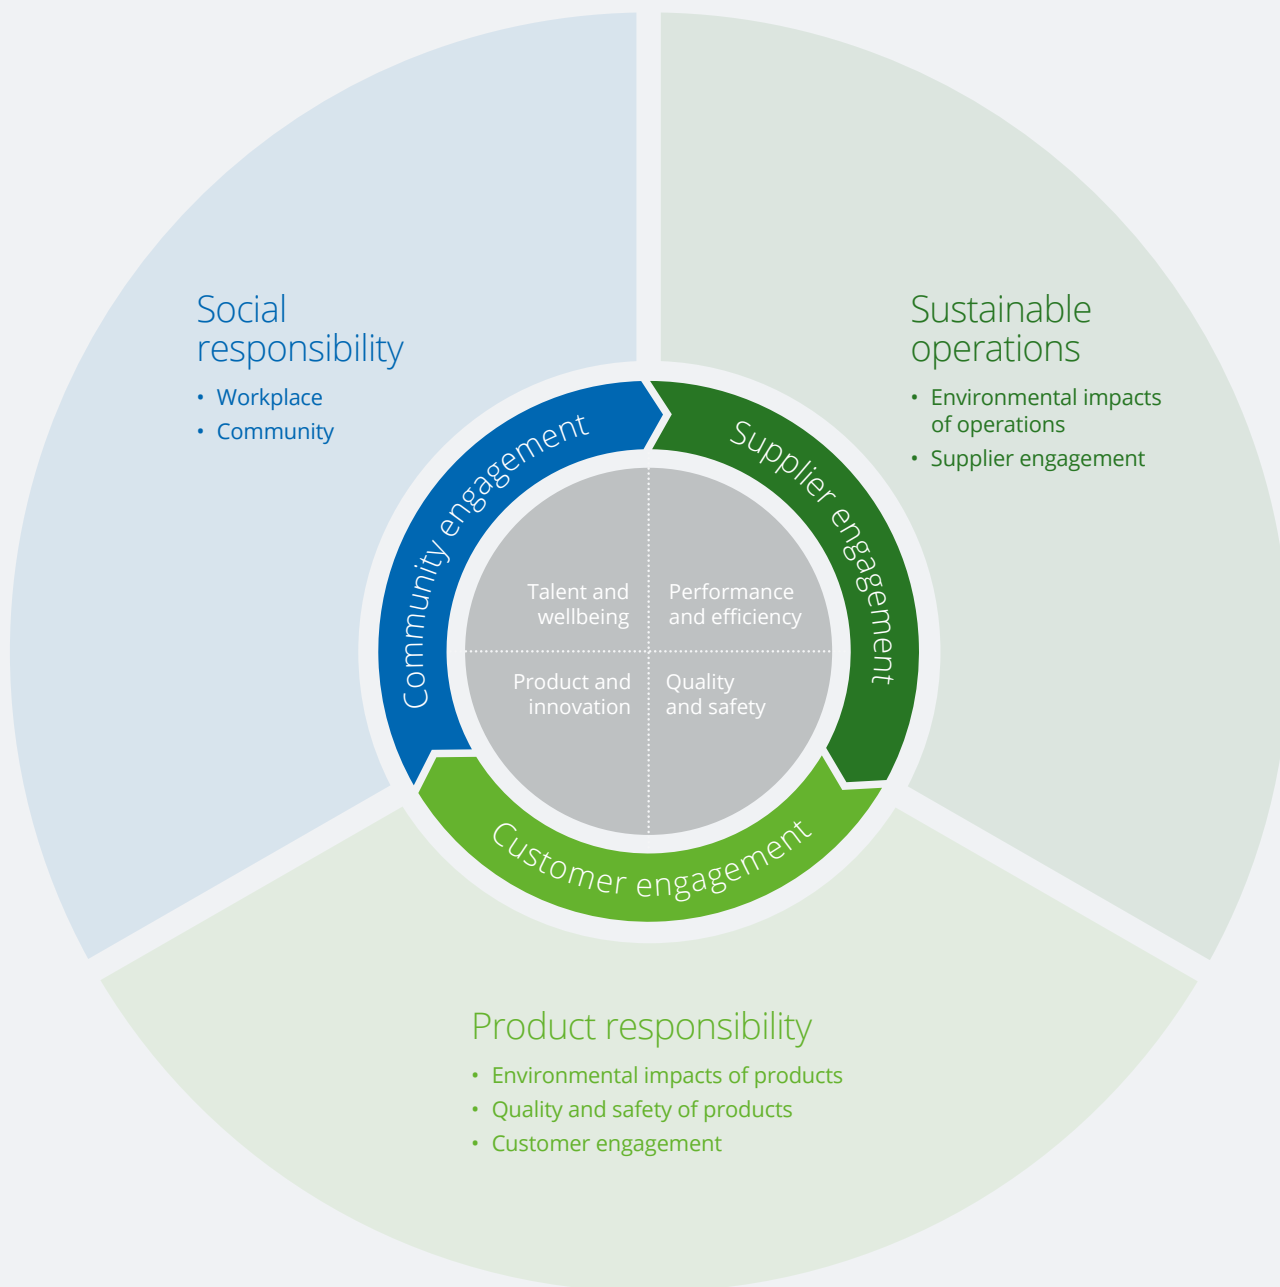 Social
responsibility
• Workplace
• Community
Sustainable
operations
• Environmental impacts
of operations
• Supplier engagement
Community engagement
Supplier engagement
Customer engagement
Talent and
wellbeing
Performance
and efficiency
Product and
innovation
Quality
and safety
Product responsibility
• Environmental impacts of products
• Quality and safety of products
• Customer engagement